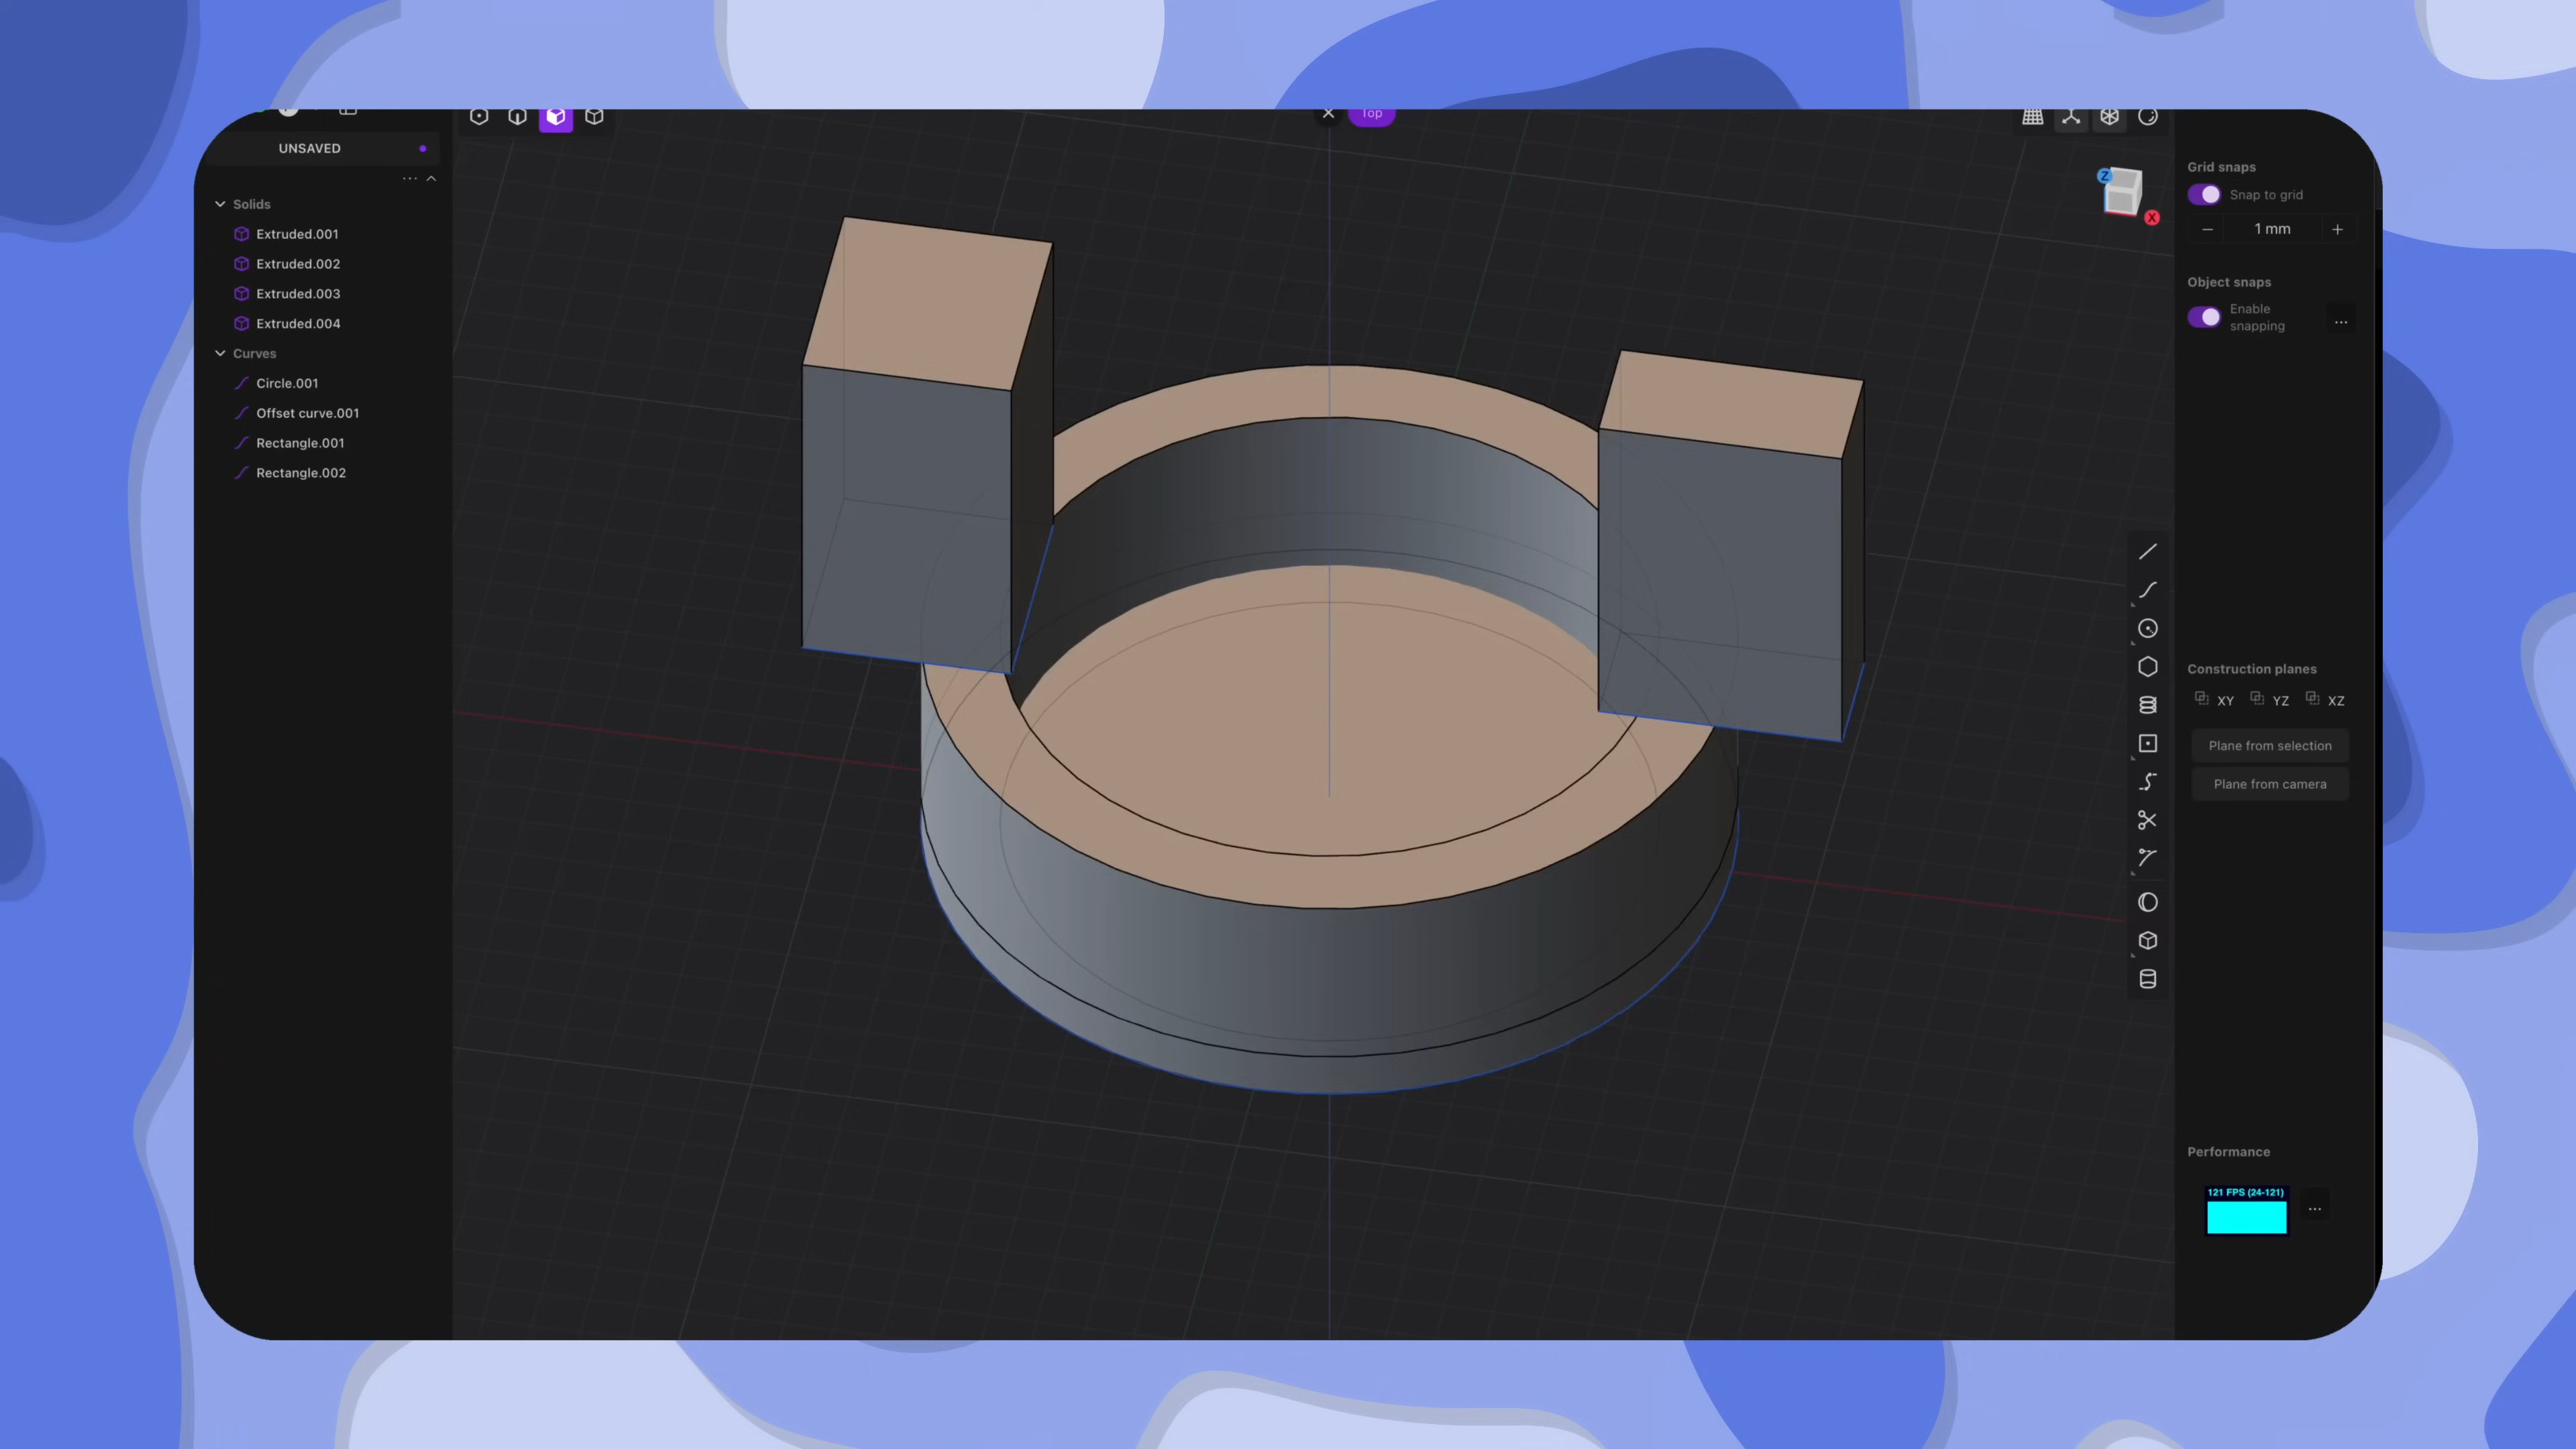 UNSAVED
Solids
Extruded.001
Extruded.002
Extruded.003
Extruded.004
Curves
Circle.001
Offset curve.001
Rectangle.001
Rectangle.002
Top
Z
X
Grid snaps
Snap to grid
1 mm
Object snaps
Enable
snapping
Construction planes
XY YZ XZ
Plane from selection
Plane from camera
Performance
121 FPS (24-121)